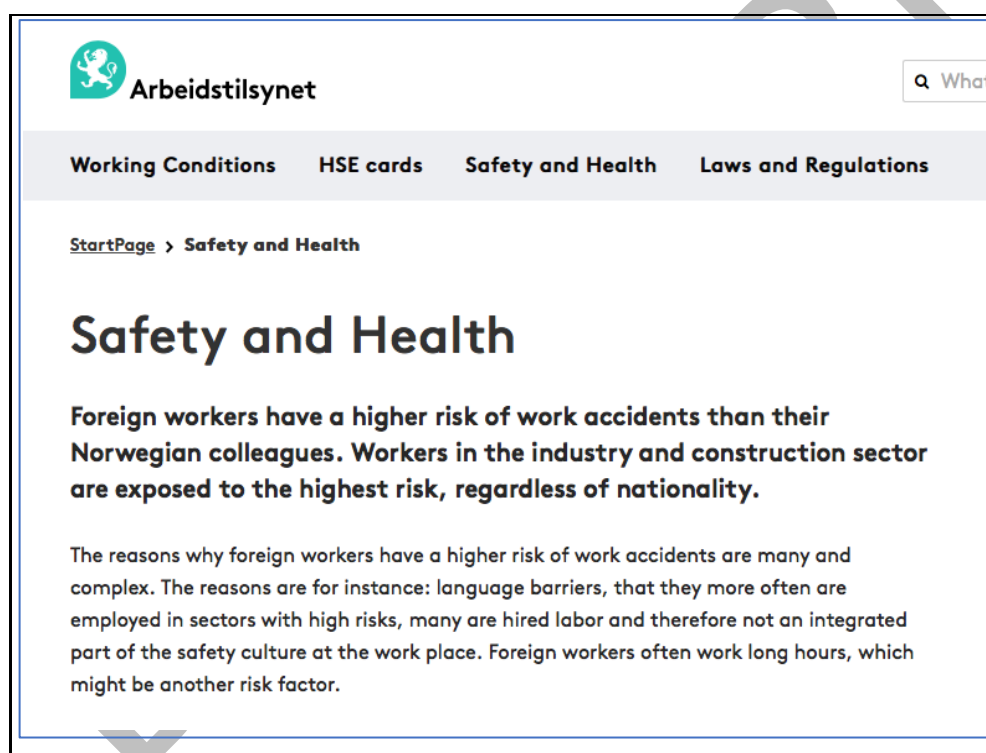 Arbeidstilsynet
What
Working Conditions HSE cards Safety and Health Laws and Regulations
StartPage > Safety and Health
Safety and Health
Foreign workers have a higher risk of work accidents than their
Norwegian colleagues. Workers in the industry and construction sector
are exposed to the highest risk, regardless of nationality.
The reasons why foreign workers have a higher risk of work accidents are many and
complex. The reasons are for instance: language barriers, that they more often are
employed in sectors with high risks, many are hired labor and therefore not an integrated
part of the safety culture at the work place. Foreign workers often work long hours, which
might be another risk factor.